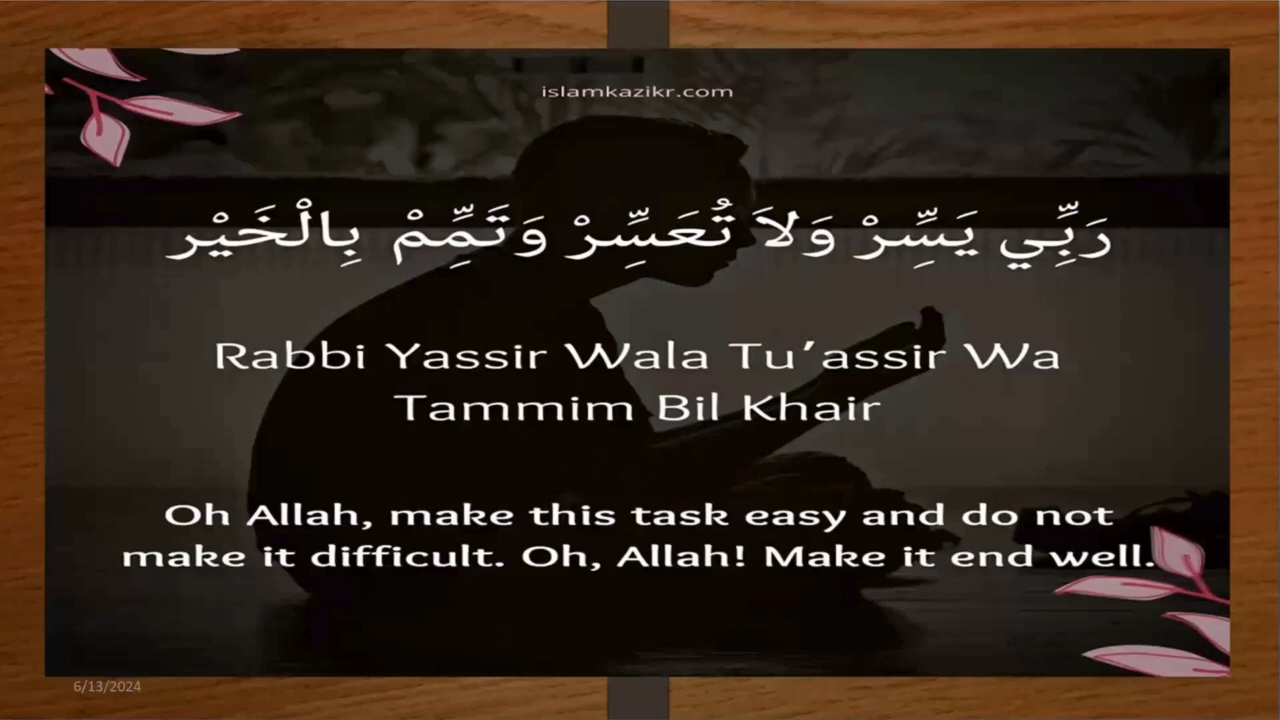 islamkazikr.com
رَبِّي يَسِّرْ وَلاَ تُعَسِّرْ وَتَمِّمْ بِالْخَيْر
Rabbi Yassir Wala Tu’assir Wa
Tammim Bil Khair
Oh Allah, make this task easy and do not
make it difficult. Oh, Allah! Make it end well.
6/13/2024